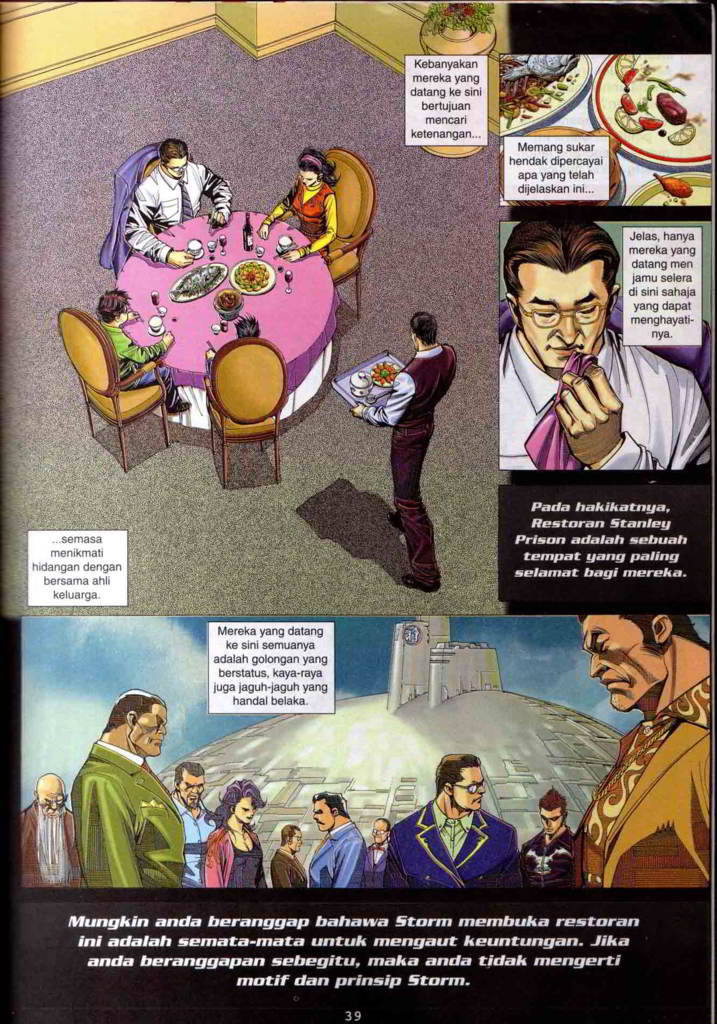 Kebanyakan
mereka yang
datang ke sini
bertujuan
mencari
ketenangan...
Memang sukar
hendak dipercayai
apa yang telah
dijelaskan ini...
Jelas, hanya
mereka yang
datang men
jamu selera
di sini sahaja
yang
menghayati-
nya.
...semasa
menikmati
hidangan dengan
bersama ahli
keluarga.
Pada hakikatnya,
Restoran Stanley
Prison adalah sebuah
tempat yang paling
selamat bagi mereka.
Mereka yang datang
ke sini semuanya
adalah golongan yang
berstatus, kaya-raya
juga jaguh-jaguh yang
handal belaka.
Mungkin anda beranggap bahawa Storm membuka restoran
ini adalah semata-mata untuk mengaut keuntungan. Jika
anda beranggapan sebegitu, maka anda tidak mengerti
motif dan prinsip Storm.
39